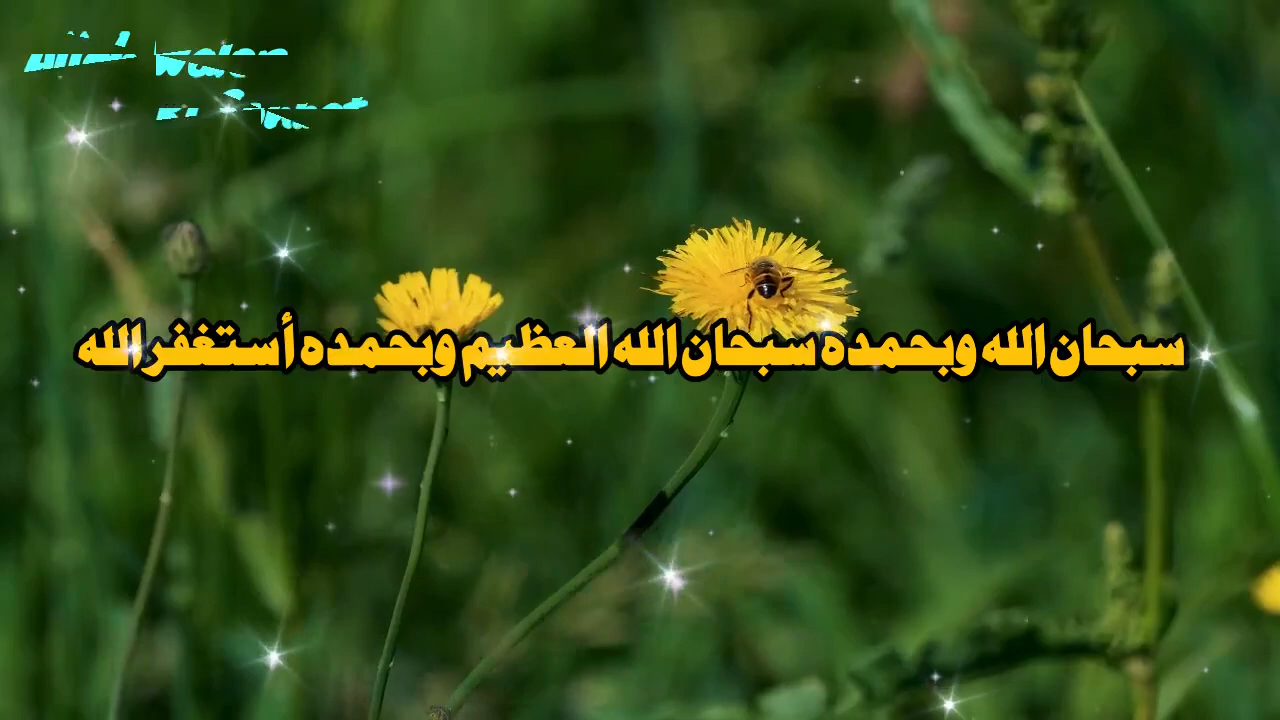 سبحان الله وبحمده سبحان الله العظيم وبحمده أستغفر الله